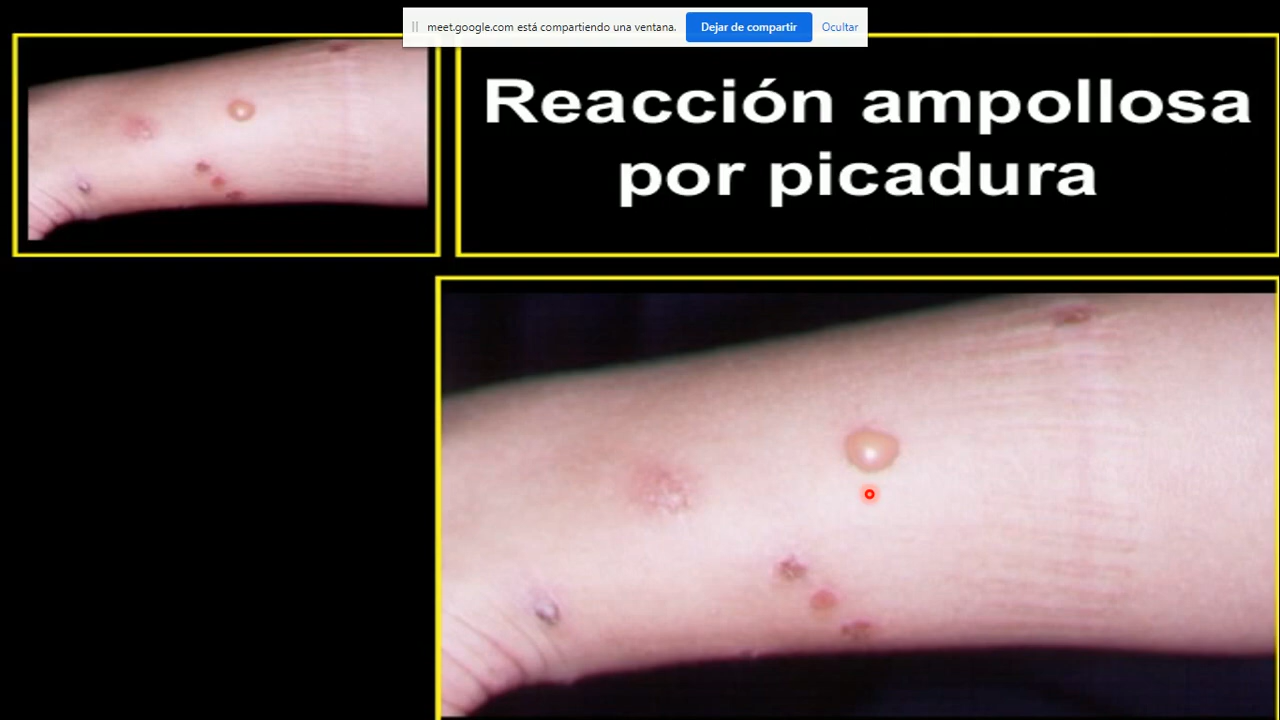 meet.google.com está compartiendo una ventana. Dejar de compartir Ocultar
Reacción ampollosa
por picadura